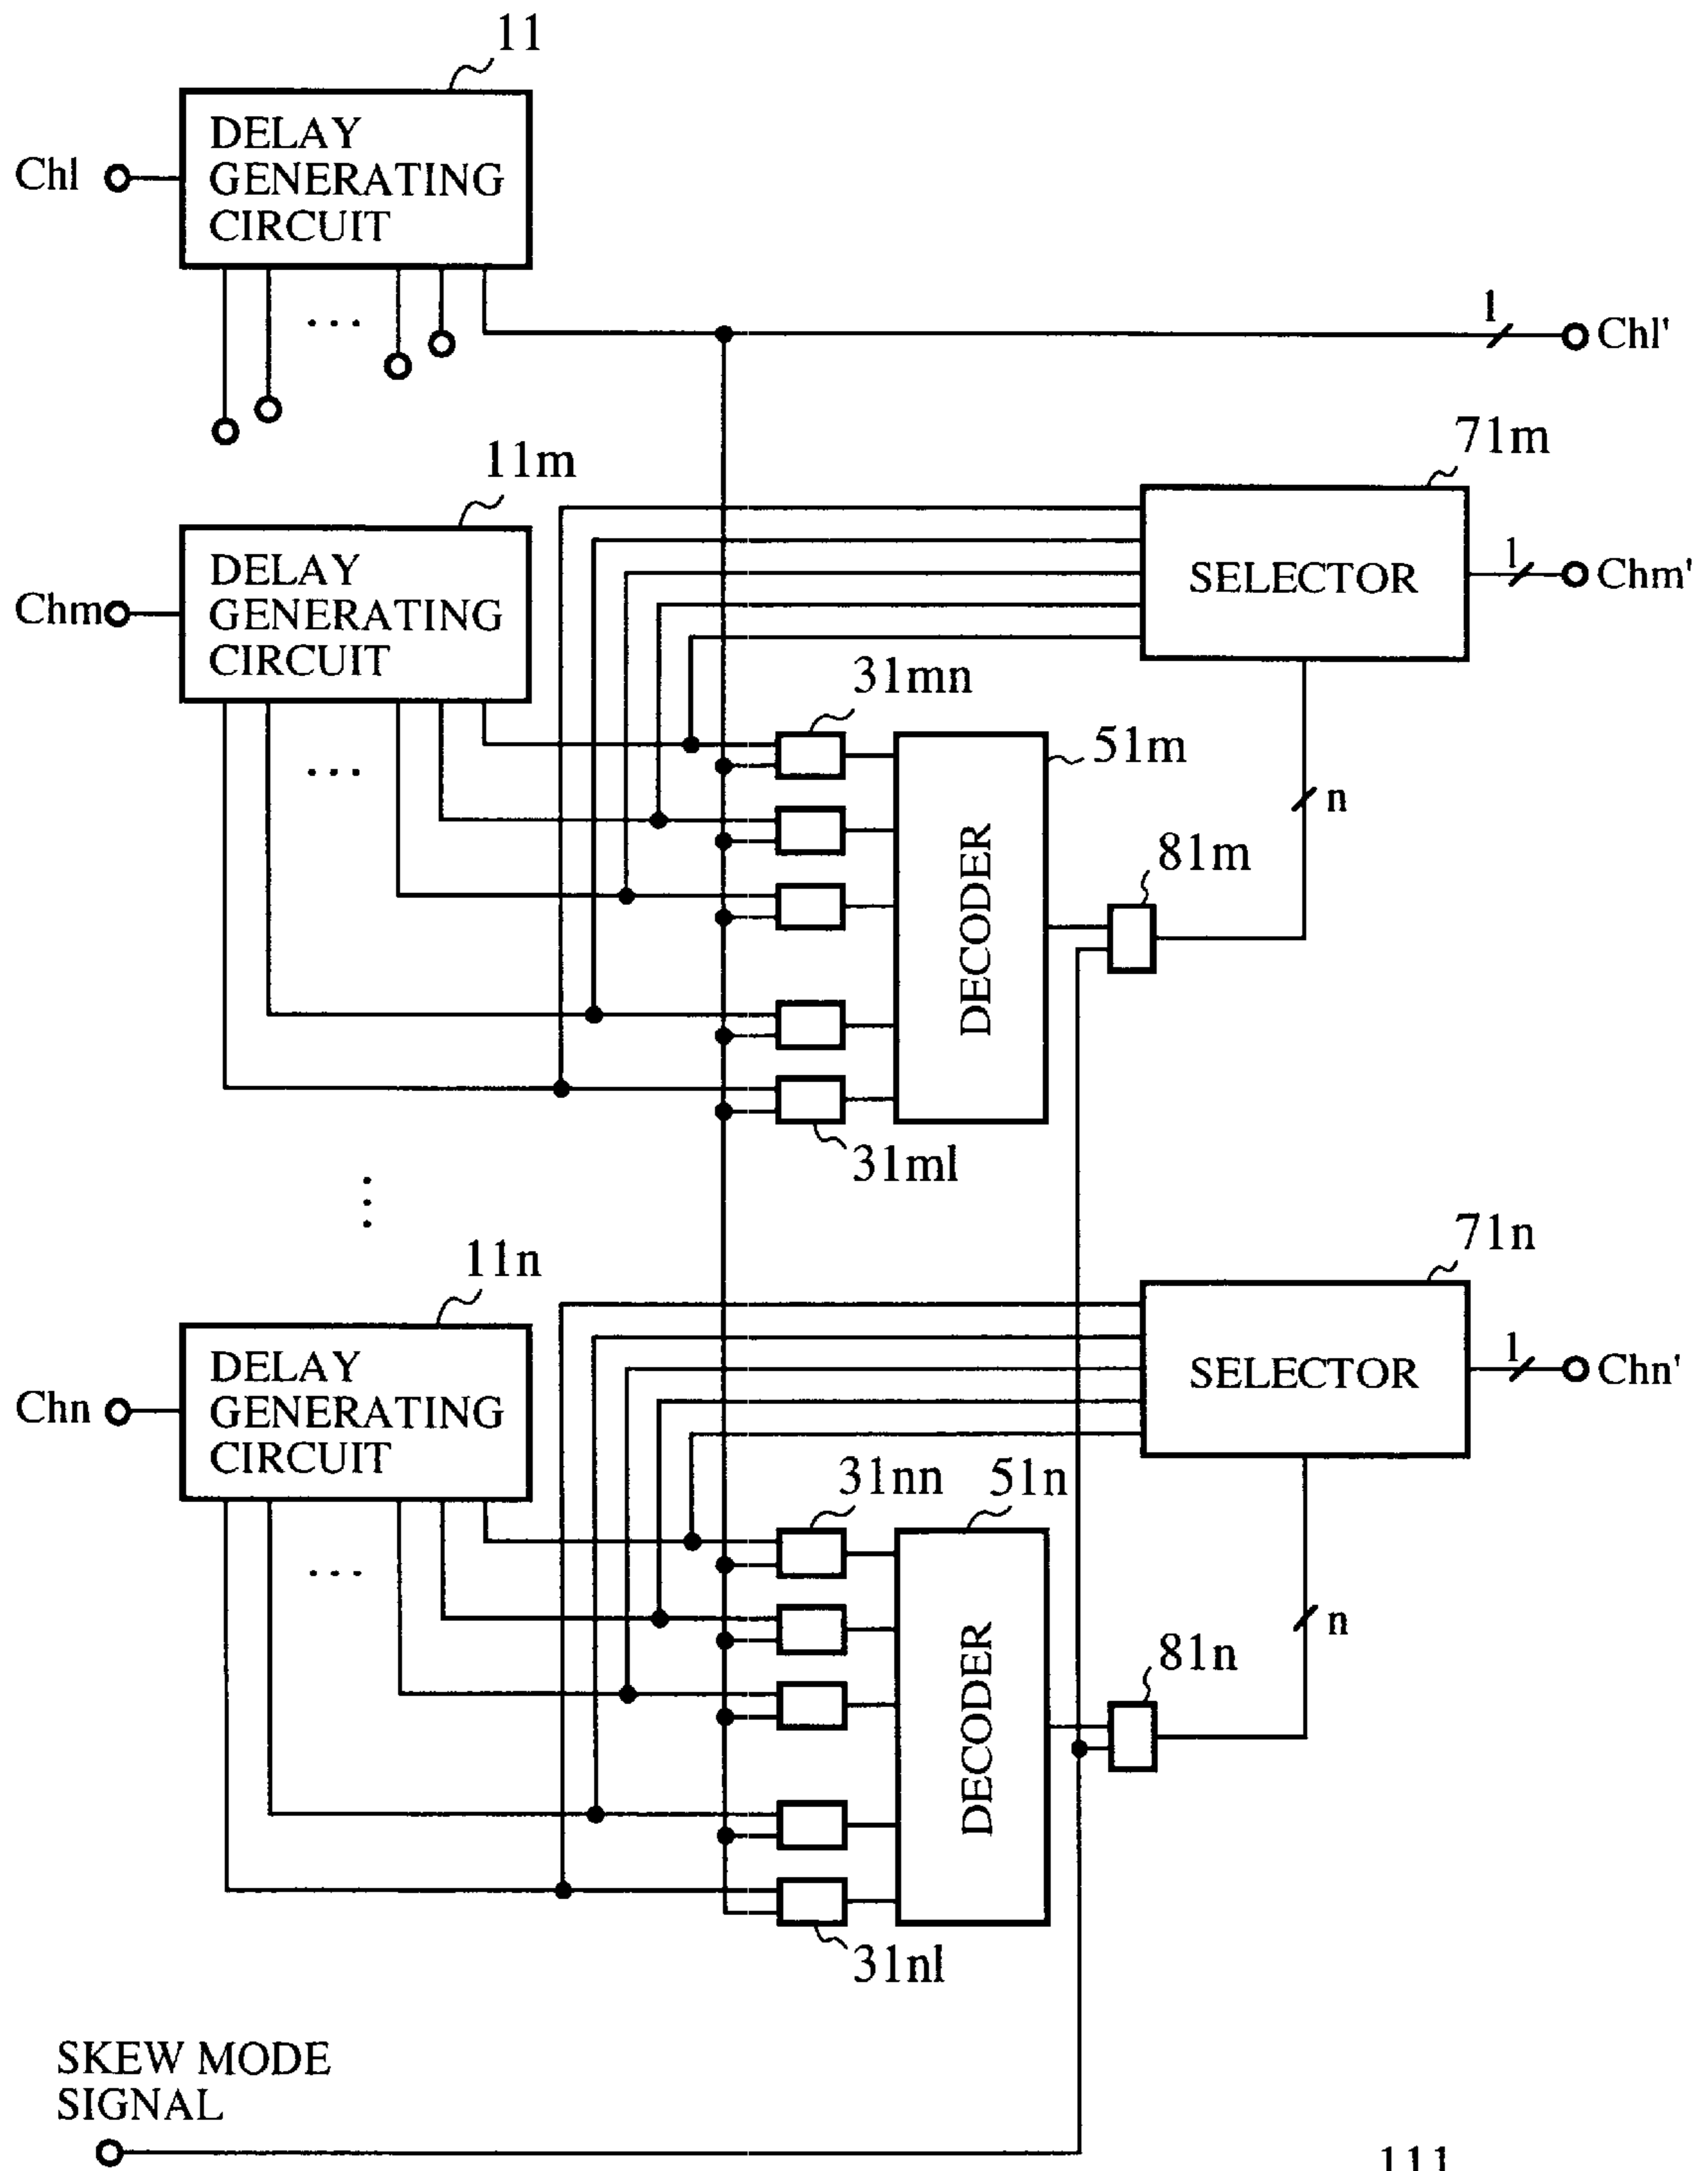 11
DELAY
GENERATING
CIRCUIT
Chl
...
1
Chl'
11m
71m
DELAY
GENERATING
CIRCUIT
Chm
SELECTOR
1
Chm'
31mn
51m
...
n
DECODER
81m
31ml
⋮
11n
71n
DELAY
GENERATING
CIRCUIT
Chn
SELECTOR
1
Chn'
31nn
51n
...
n
DECODER
81n
31nl
SKEW MODE
SIGNAL
111